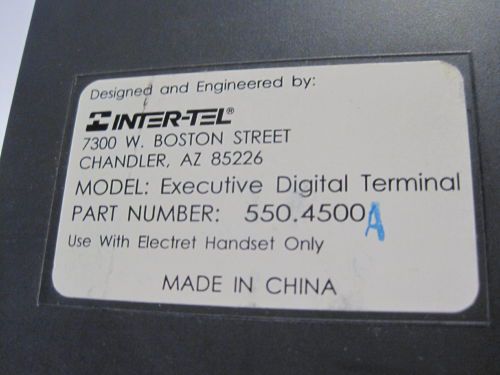 Designed and Engineered by:
INTER-TEL®
7300 W. BOSTON STREET
CHANDLER, AZ 85226
MODEL: Executive Digital Terminal
PART NUMBER: 550.4500A
Use With Electret Handset Only
MADE IN CHINA